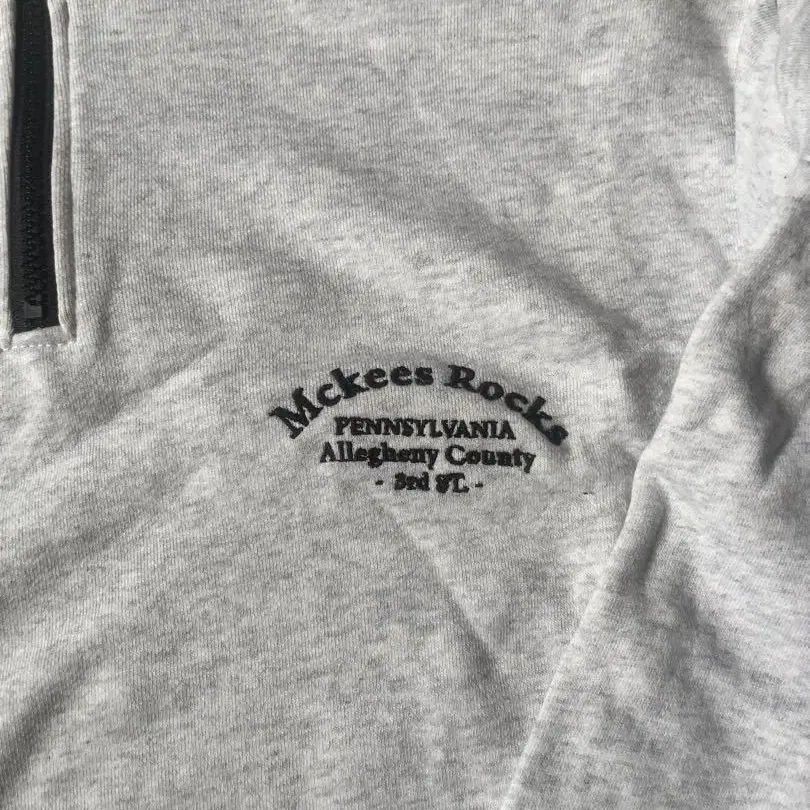 Mckees Rocks
PENNSYLVANIA
Allegheny County
- 3rd ST. -